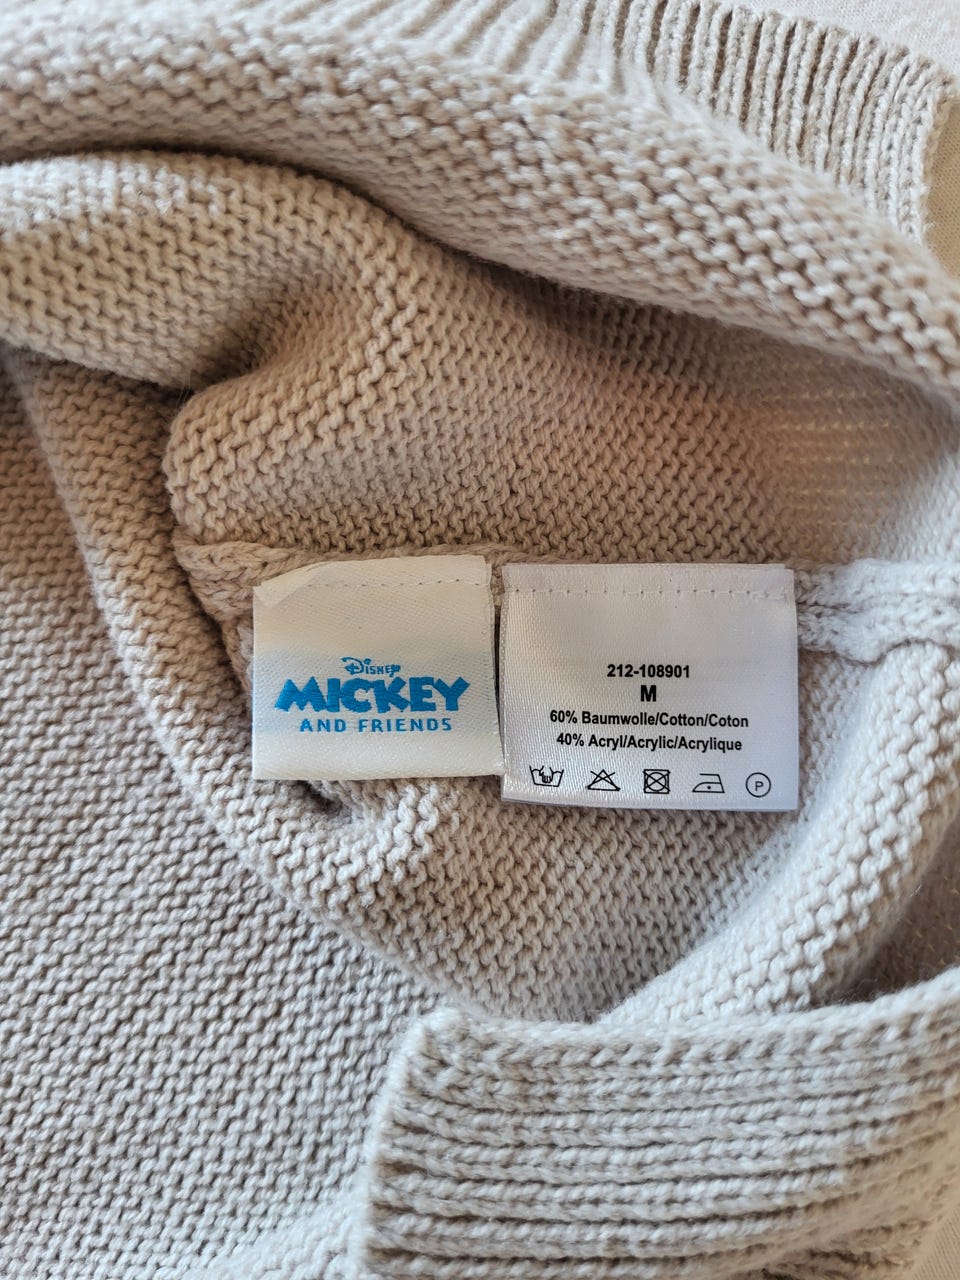 Disney
MICKEY
AND FRIENDS
212-108901
M
60% Baumwolle/Cotton/Coton
40% Acryl/Acrylic/Acrylique
P